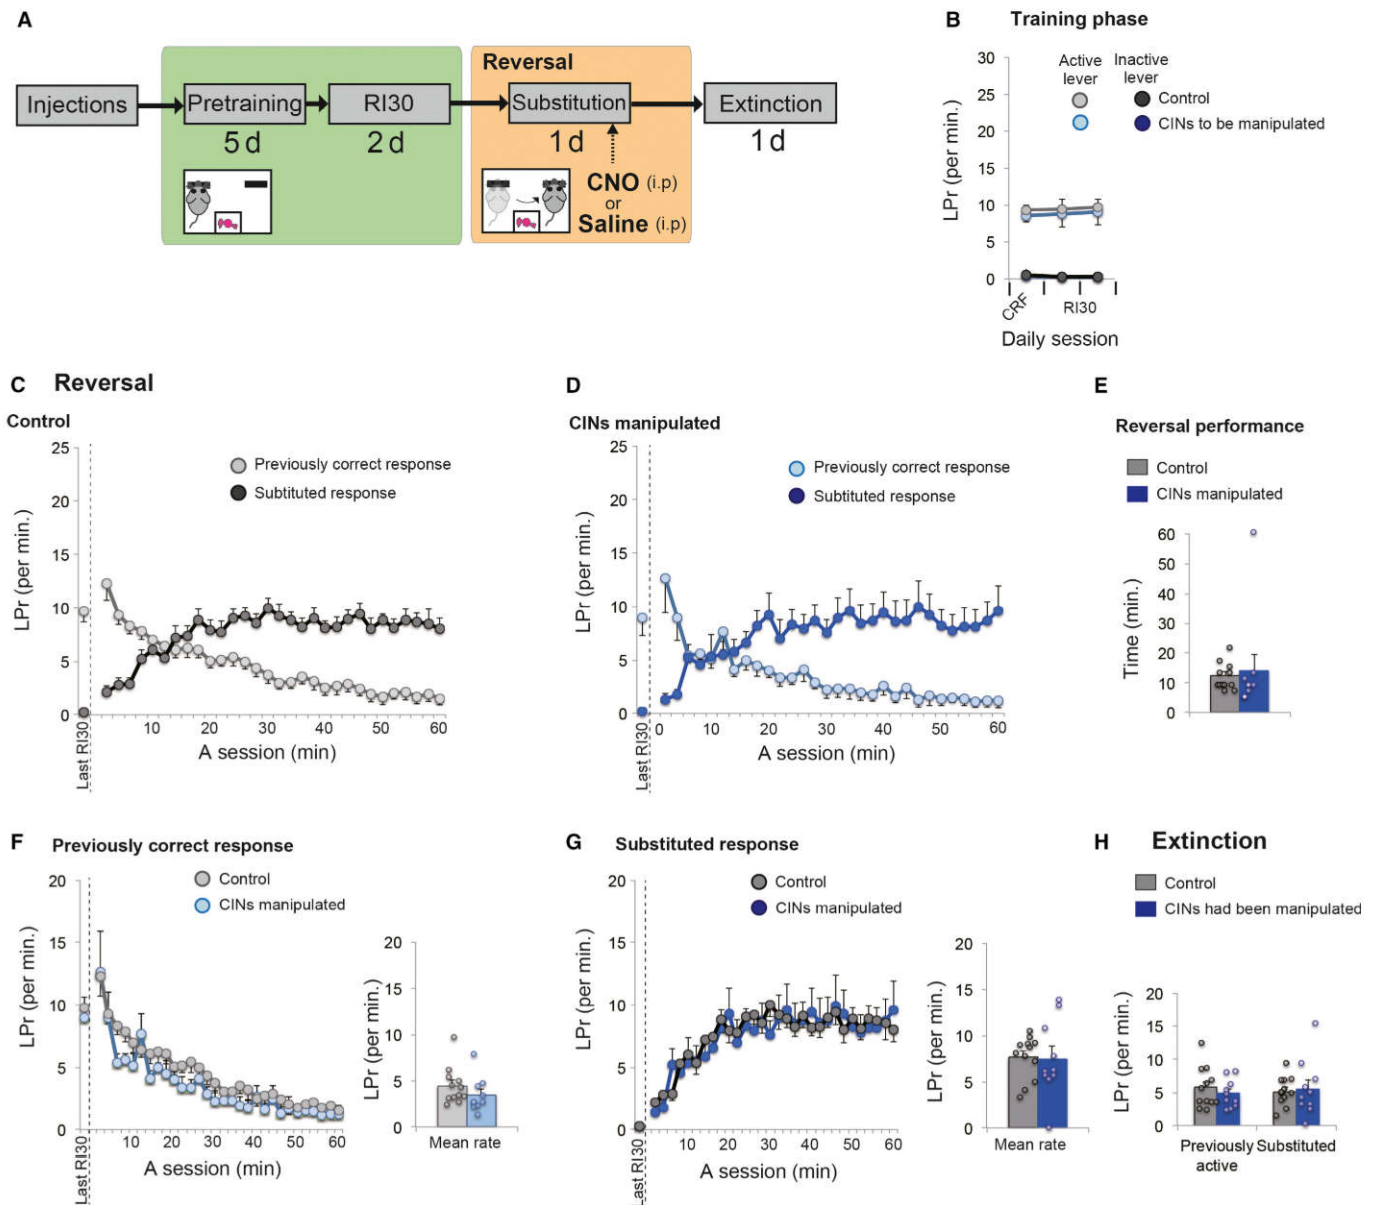 A
Injections
Pretraining
5 d
RI30
2 d
Reversal
Substitution
1 d
CNO (i.p)
or
Saline (i.p)
Extinction
1 d
B Training phase
LPr (per min.)
30
25
20
15
10
5
0
Active lever
Inactive lever
Control
CINs to be manipulated
CRF
RI30
Daily session
C Reversal
Control
LPr (per min.)
25
20
15
10
5
0
Previously correct response
Subtituted response
Last RI30
10 20 30 40 50 60
A session (min)
D
CINs manipulated
LPr (per min.)
25
20
15
10
5
0
Previously correct response
Subtituted response
Last RI30
0 10 20 30 40 50 60
A session (min)
E
Reversal performance
Control
CINs manipulated
Time (min.)
60
50
40
30
20
10
0
F Previously correct response
Control
CINs manipulated
LPr (per min.)
20
15
10
5
0
Last RI30
10 20 30 40 50 60
A session (min)
LPr (per min.)
20
15
10
5
0
Mean rate
G Substituted response
Control
CINs manipulated
LPr (per min.)
20
15
10
5
0
Last RI30
10 20 30 40 50 60
A session (min)
LPr (per min.)
20
15
10
5
0
Mean rate
H Extinction
Control
CINs had been manipulated
LPr (per min.)
20
15
10
5
0
Previously active
Substituted